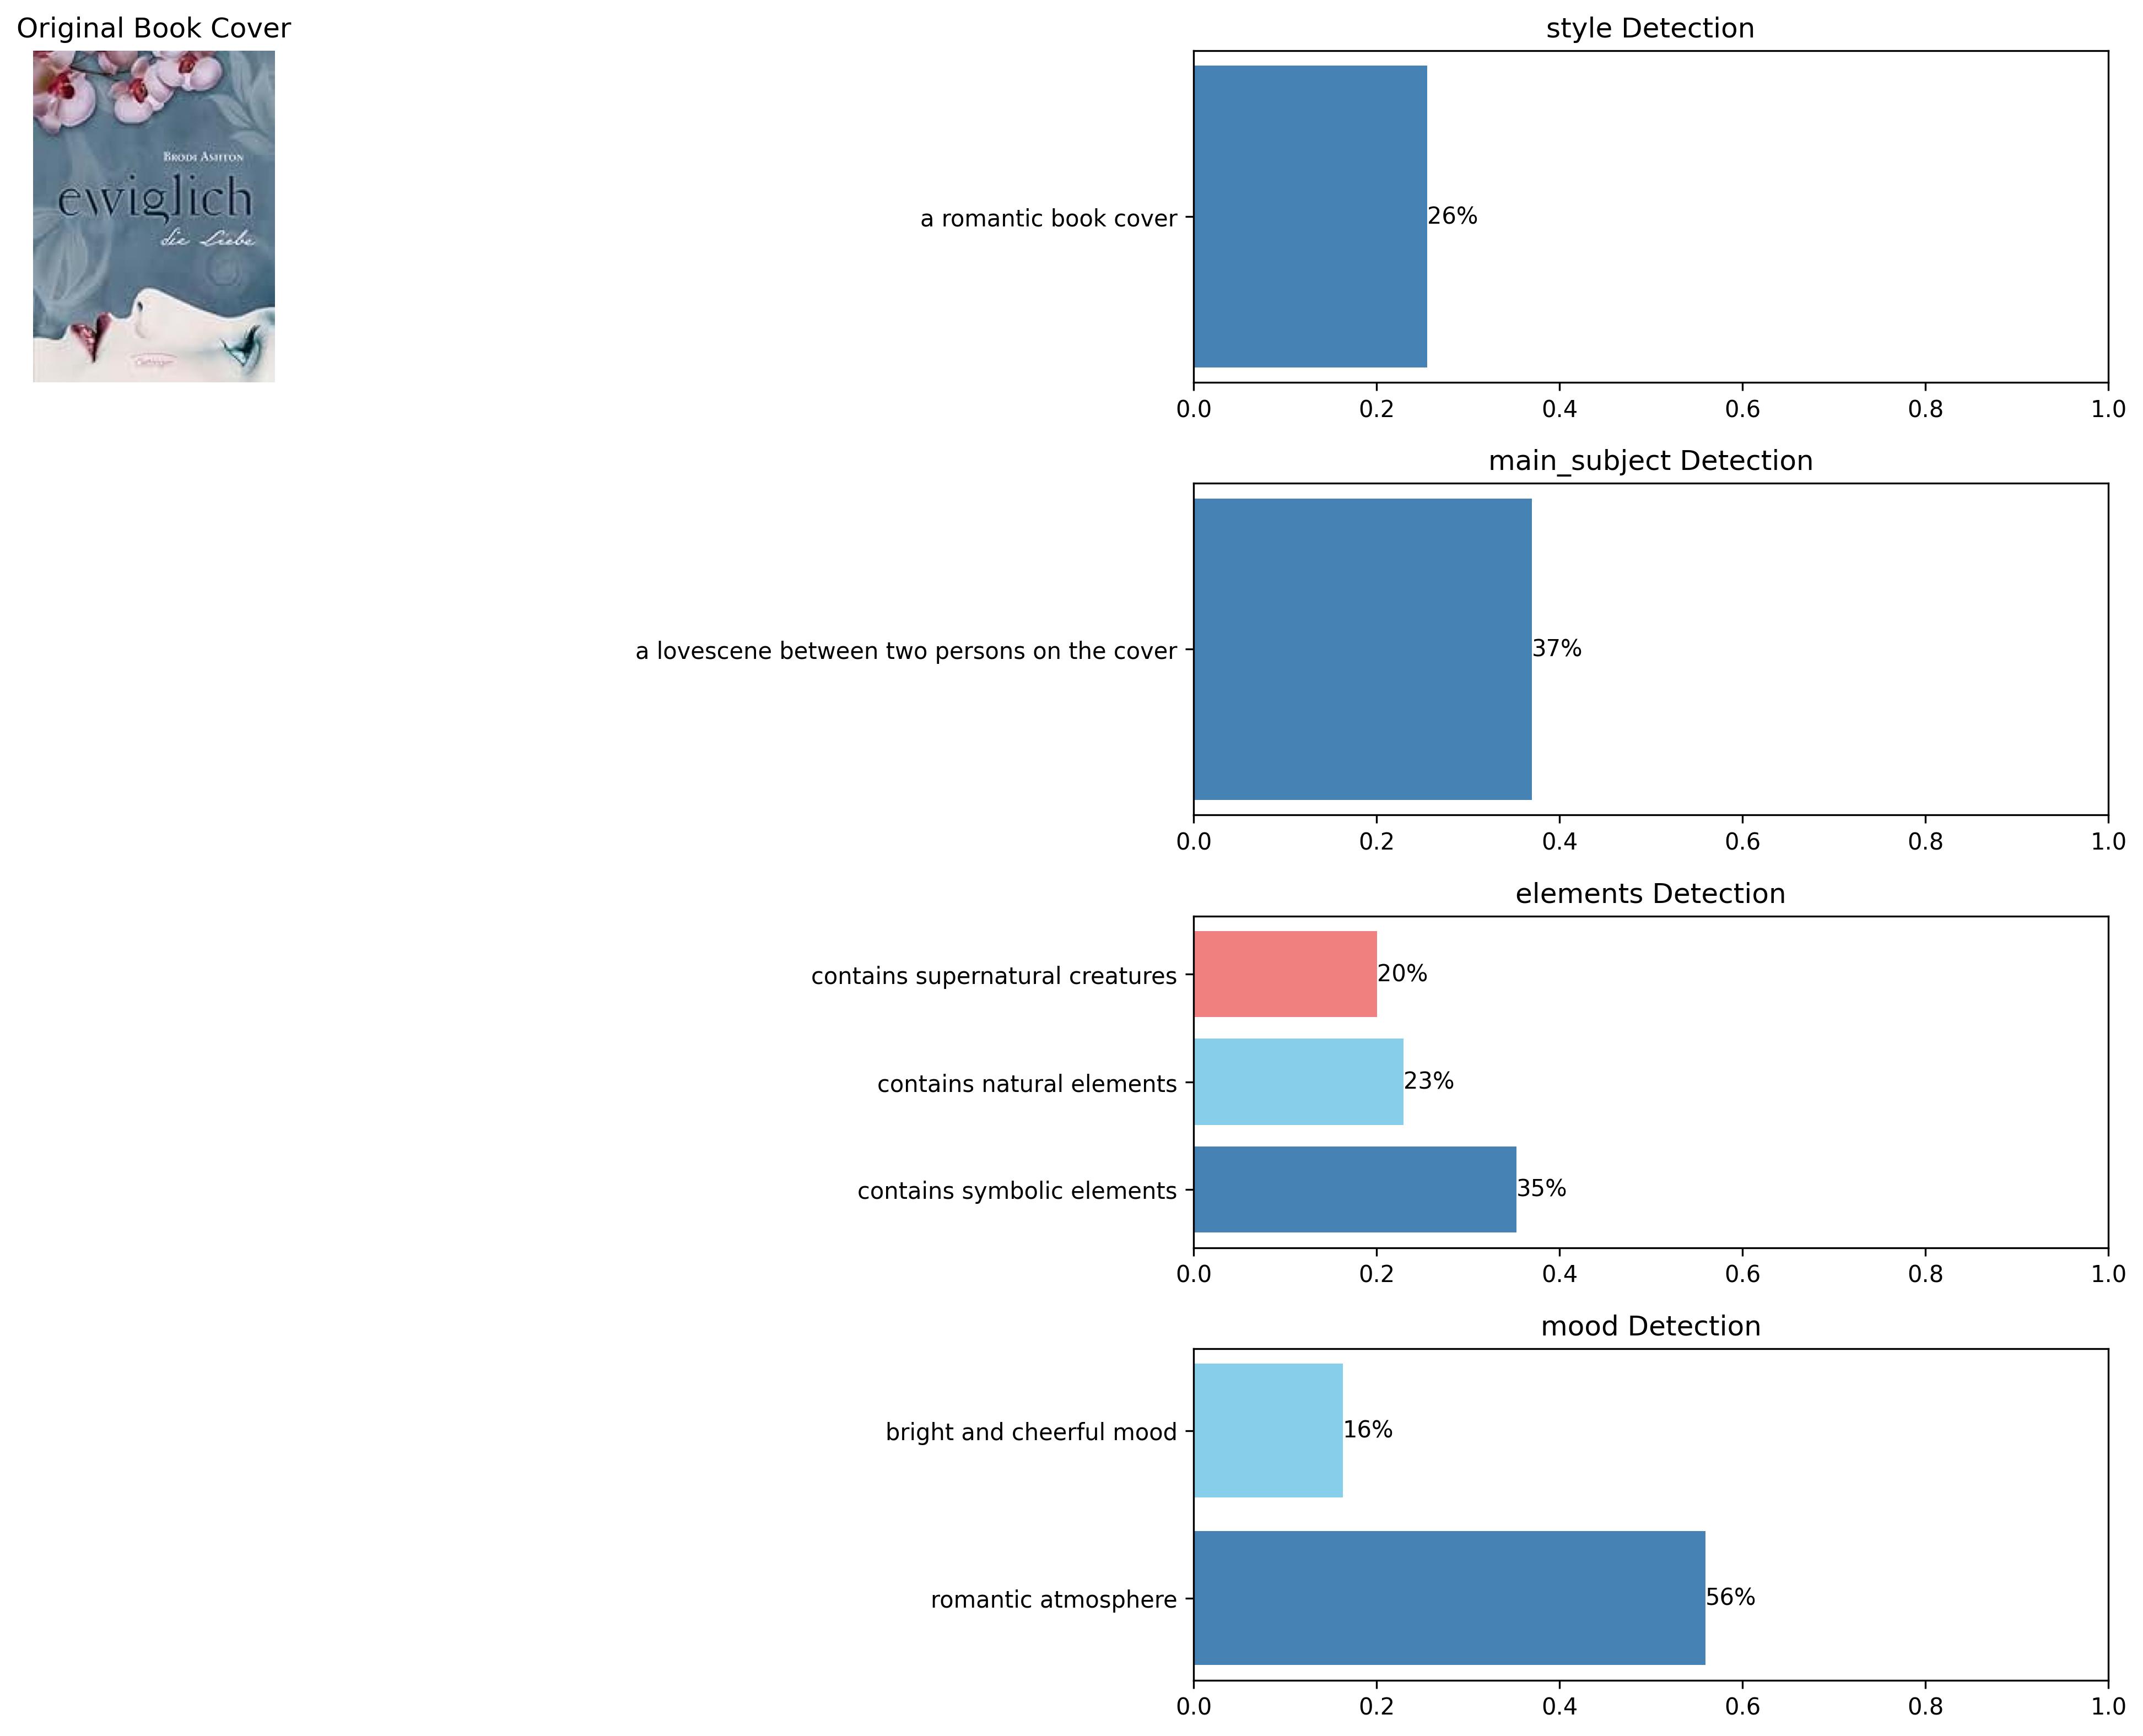 Original Book Cover
BRODI ASHTON
ewiglich
die Liebe
Oetinger
style Detection
a romantic book cover
26%
0.0 0.2 0.4 0.6 0.8 1.0
main_subject Detection
a lovescene between two persons on the cover
37%
0.0 0.2 0.4 0.6 0.8 1.0
elements Detection
contains supernatural creatures
20%
contains natural elements
23%
contains symbolic elements
35%
0.0 0.2 0.4 0.6 0.8 1.0
mood Detection
bright and cheerful mood
16%
romantic atmosphere
56%
0.0 0.2 0.4 0.6 0.8 1.0